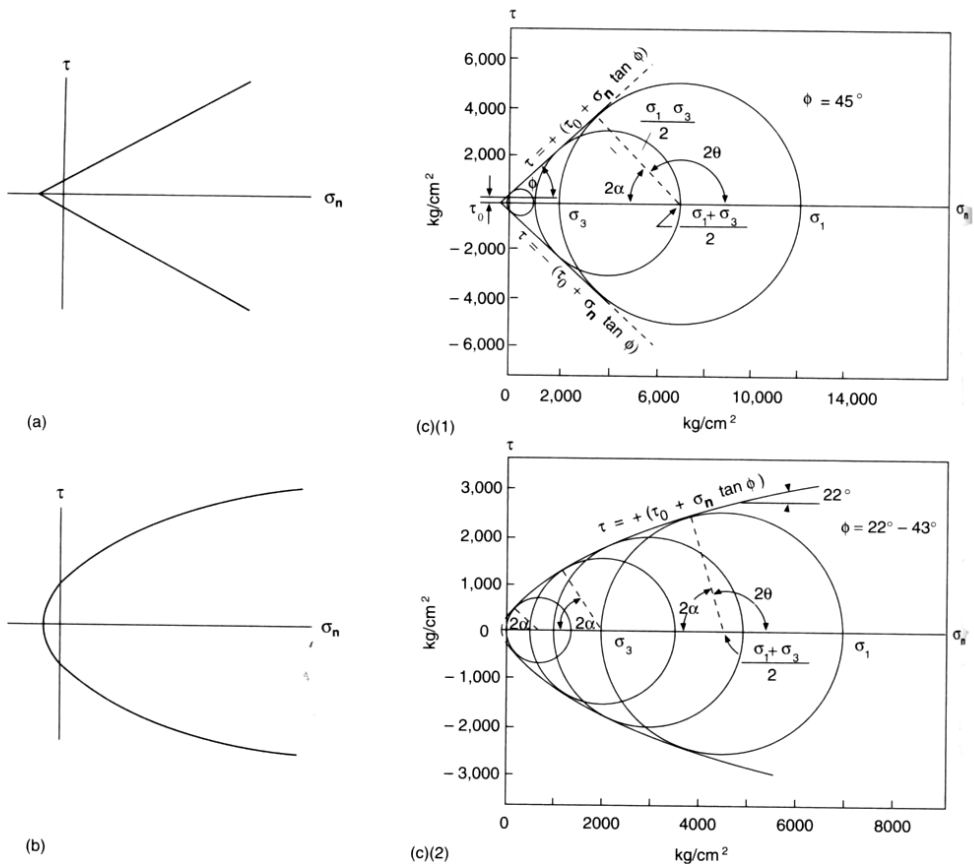 τ
σn
(a)
τ
kg/cm²
6,000
4,000
2,000
0
− 2,000
− 4,000
− 6,000
τ0
τ = + (τ0 + σn tan ϕ)
τ = − (τ0 + σn tan ϕ)
ϕ
ϕ = 45°
σ1 σ3
2
2θ
2α
σ3
σ1 + σ3
2
σ1
σn
0 2,000 6,000 10,000 14,000
kg/cm²
(c)(1)
τ
σn
(b)
τ
kg/cm²
3,000
2,000
1,000
0
− 1,000
− 2,000
− 3,000
τ = + (τ0 + σn tan ϕ)
22°
ϕ = 22° − 43°
2α
2α
2α
2θ
σ3
σ1 + σ3
2
σ1
σn
0 2000 4000 6000 8000
kg/cm²
(c)(2)